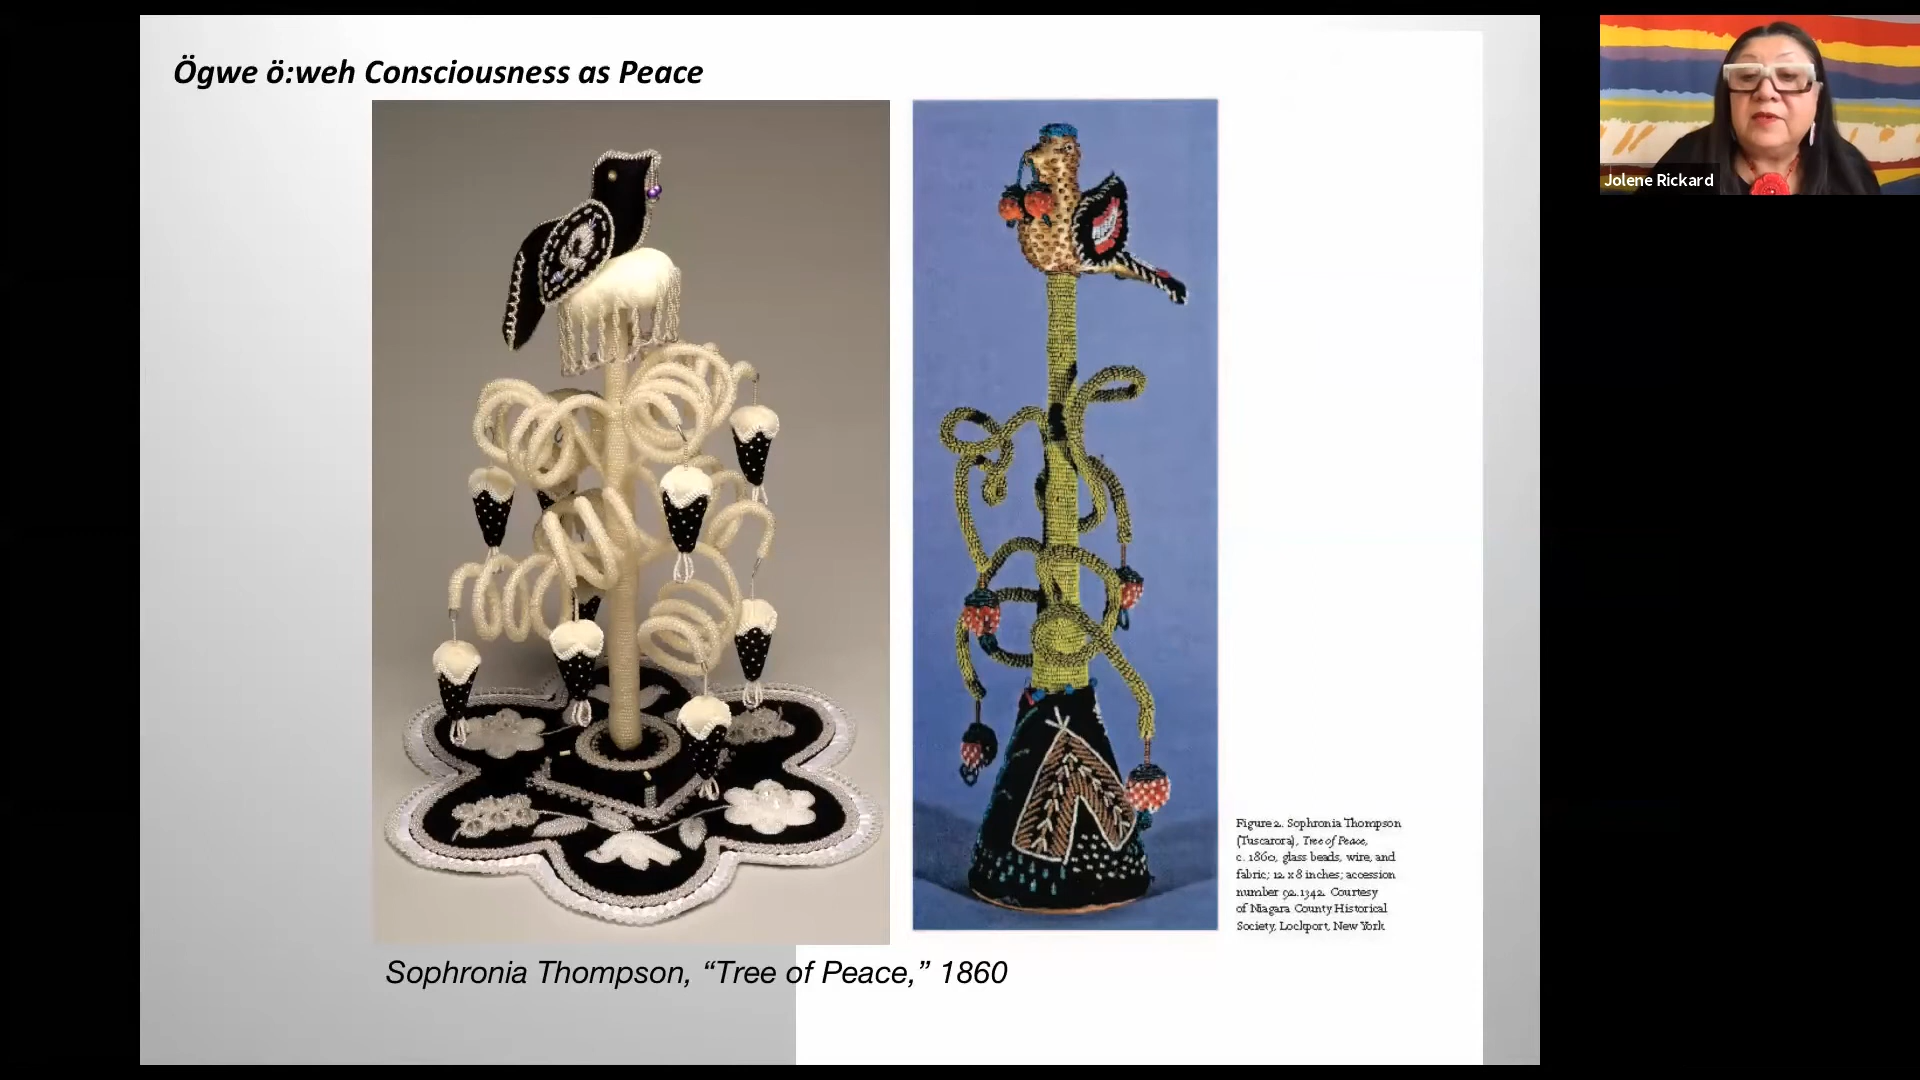 Ögwe ö:weh Consciousness as Peace
Jolene Rickard
Figure 2. Sophronia Thompson
(Tuscarora), Tree of Peace,
c. 1860, glass beads, wire, and
fabric; 12 x 8 inches; accession
number 92.1342. Courtesy
of Niagara County Historical
Society, Lockport, New York
Sophronia Thompson, “Tree of Peace,” 1860